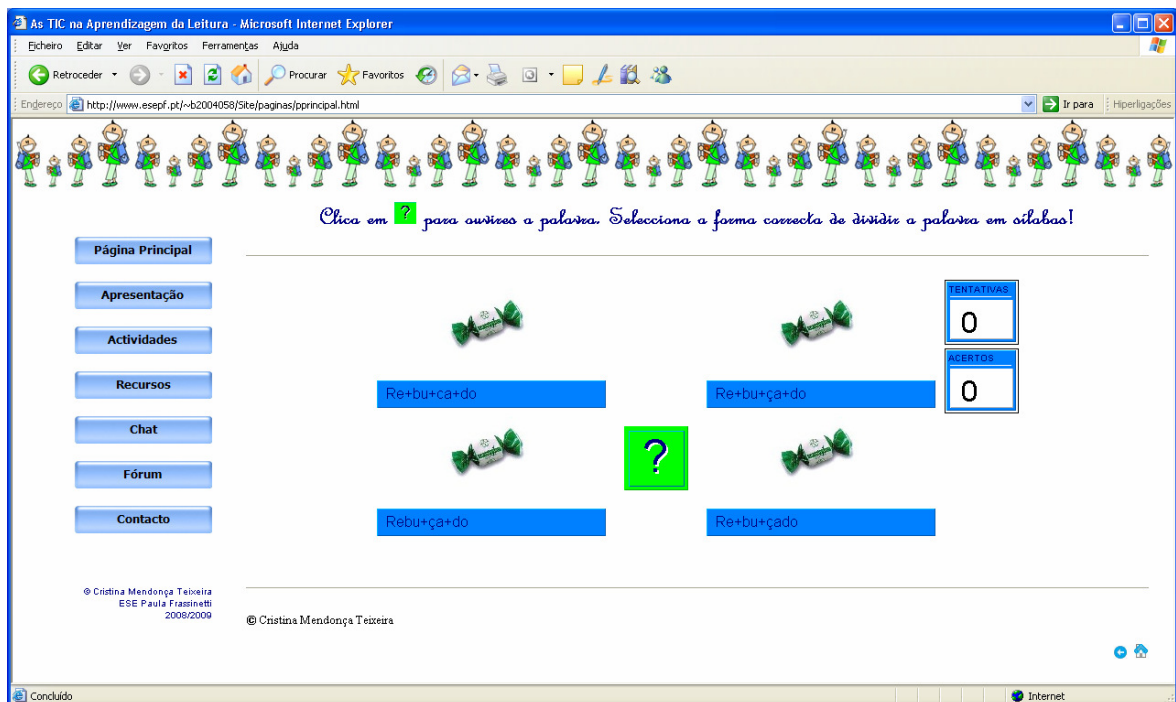 As TIC na Aprendizagem da Leitura - Microsoft Internet Explorer
Ficheiro Editar Ver Favoritos Ferramentas Ajuda
Retroceder Procurar Favoritos
Endereço http://www.esepf.pt/~b2004058/Site/paginas/pprincipal.html Ir para Hiperligações
Clica em ? para ouvires a palavra. Selecciona a forma correcta de dividir a palavra em sílabas!
Página Principal
Apresentação
Actividades
Recursos
Chat
Fórum
Contacto
© Cristina Mendonça Teixeira
ESE Paula Frassinetti
2008/2009
TENTATIVAS
0
ACERTOS
0
Re+bu+ca+do
Re+bu+ça+do
?
Rebu+ça+do
Re+bu+çado
© Cristina Mendonça Teixeira
Concluído Internet